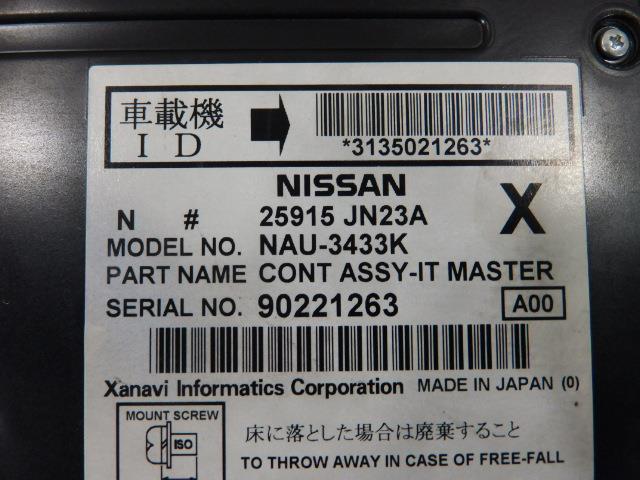 車載機
I D
*3135021263*
NISSAN
N # 25915 JN23A X
MODEL NO. NAU-3433K
PART NAME CONT ASSY-IT MASTER
SERIAL NO. 90221263 A00
Xanavi Informatics Corporation MADE IN JAPAN (0)
MOUNT SCREW
ISO
床に落とした場合は廃棄すること
TO THROW AWAY IN CASE OF FREE-FALL